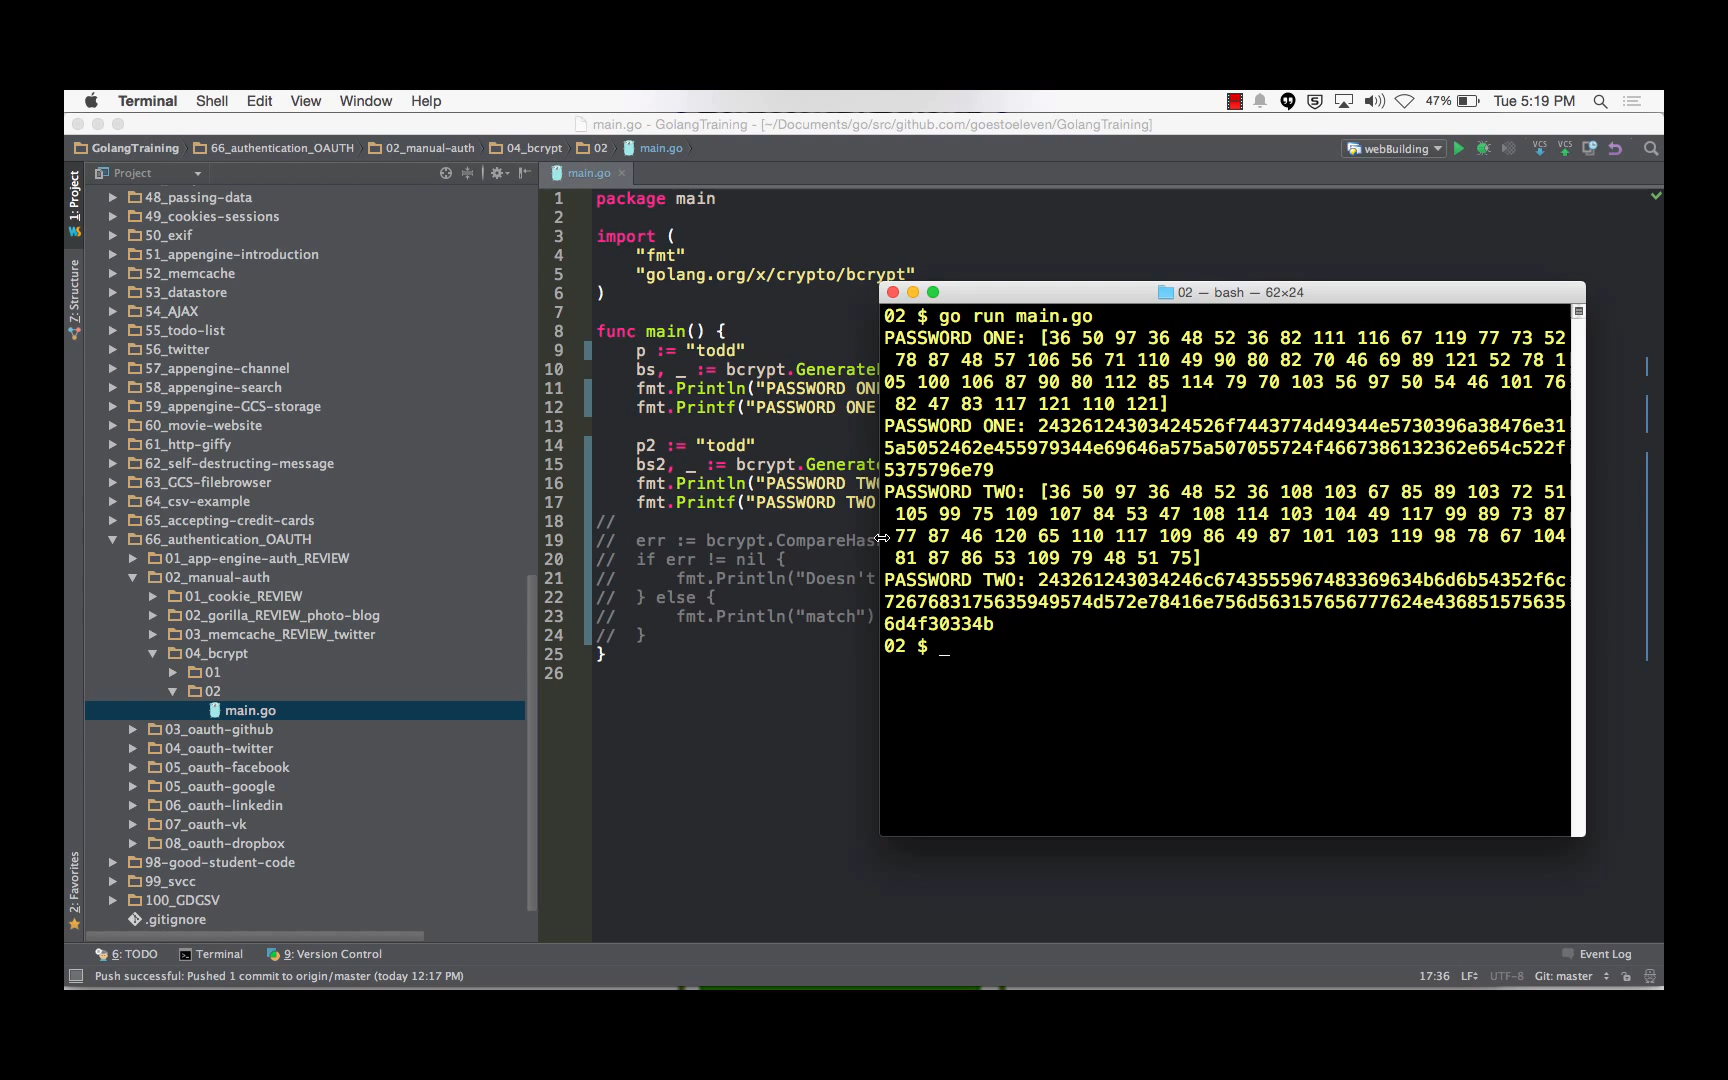 Terminal Shell Edit View Window Help 47% Tue 5:19 PM
main.go - GolangTraining - [~/Documents/go/src/github.com/goestoeleven/GolangTraining]
GolangTraining 66_authentication_OAUTH 02_manual-auth 04_bcrypt 02 main.go webBuilding VCS VCS
Project
main.go
1: Project
Z: Structure
2: Favorites
48_passing-data
49_cookies-sessions
50_exif
51_appengine-introduction
52_memcache
53_datastore
54_AJAX
55_todo-list
56_twitter
57_appengine-channel
58_appengine-search
59_appengine-GCS-storage
60_movie-website
61_http-giffy
62_self-destructing-message
63_GCS-filebrowser
64_csv-example
65_accepting-credit-cards
66_authentication_OAUTH
01_app-engine-auth_REVIEW
02_manual-auth
01_cookie_REVIEW
02_gorilla_REVIEW_photo-blog
03_memcache_REVIEW_twitter
04_bcrypt
01
02
main.go
03_oauth-github
04_oauth-twitter
05_oauth-facebook
05_oauth-google
06_oauth-linkedin
07_oauth-vk
08_oauth-dropbox
98-good-student-code
99_svcc
100_GDGSV
.gitignore
1 package main
2
3 import (
4 "fmt"
5 "golang.org/x/crypto/bcrypt"
6 )
7
8 func main() {
9 p := "todd"
10 bs, _ := bcrypt.Generate
11 fmt.Println("PASSWORD ONE
12 fmt.Printf("PASSWORD ONE
13
14 p2 := "todd"
15 bs2, _ := bcrypt.Generate
16 fmt.Println("PASSWORD TWO
17 fmt.Printf("PASSWORD TWO
18 //
19 // err := bcrypt.CompareHas
20 // if err != nil {
21 // fmt.Println("Doesn't
22 // } else {
23 // fmt.Println("match")
24 // }
25 }
26
02 — bash — 62×24
02 $ go run main.go
PASSWORD ONE: [36 50 97 36 48 52 36 82 111 116 67 119 77 73 52
78 87 48 57 106 56 71 110 49 90 80 82 70 46 69 89 121 52 78 1
05 100 106 87 90 80 112 85 114 79 70 103 56 97 50 54 46 101 76
82 47 83 117 121 110 121]
PASSWORD ONE: 24326124303424526f7443774d49344e5730396a38476e31
5a5052462e455979344e69646a575a507055724f4667386132362e654c522f
5375796e79
PASSWORD TWO: [36 50 97 36 48 52 36 108 103 67 85 89 103 72 51
105 99 75 109 107 84 53 47 108 114 103 104 49 117 99 89 73 87
77 87 46 120 65 110 117 109 86 49 87 101 103 119 98 78 67 104
81 87 86 53 109 79 48 51 75]
PASSWORD TWO: 243261243034246c6743555967483369634b6d6b54352f6c
7267683175635949574d572e78416e756d563157656777624e436851575635
6d4f30334b
02 $ _
6: TODO Terminal 9: Version Control Event Log
Push successful: Pushed 1 commit to origin/master (today 12:17 PM) 17:36 LF UTF-8 Git: master